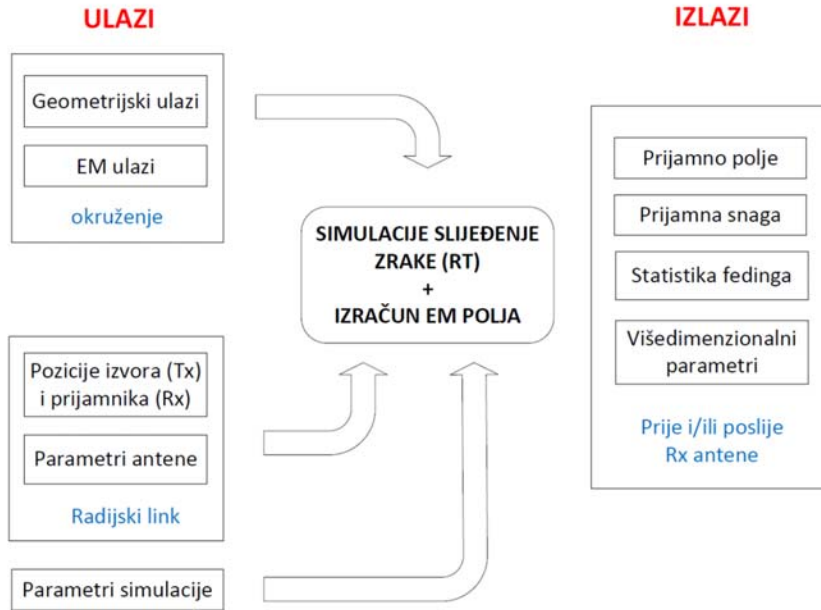 ULAZI
Geometrijski ulazi
EM ulazi
okruženje
Pozicije izvora (Tx)
i prijamnika (Rx)
Parametri antene
Radijski link
Parametri simulacije
SIMULACIJE SLIJEĐENJE
ZRAKE (RT)
+
IZRAČUN EM POLJA
IZLAZI
Prijamno polje
Prijamna snaga
Statistika fedinga
Višedimenzionalni
parametri
Prije i/ili poslije
Rx antene